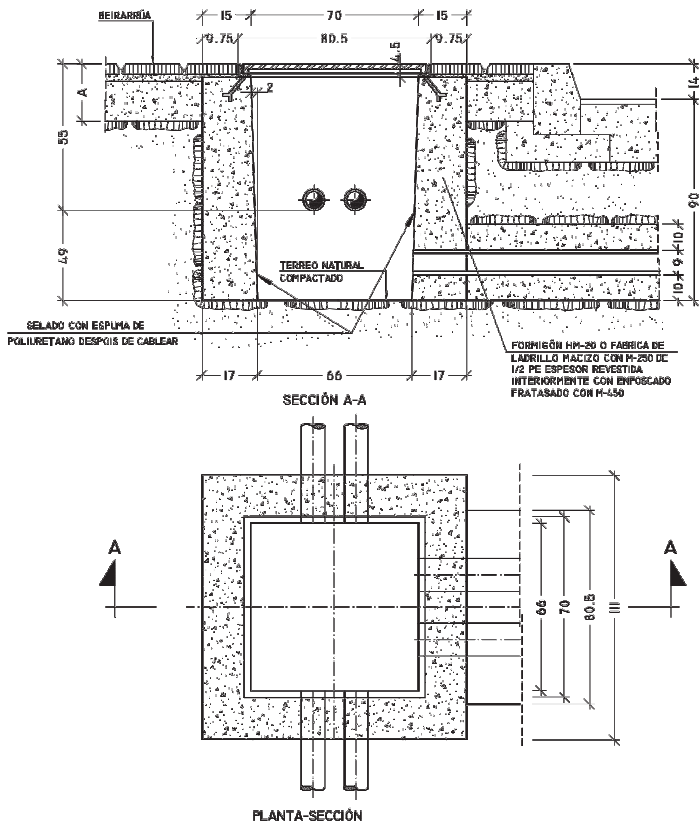 BEIRARRÚA
15 70 15
9.75 80.5 9.75
4.5
2
A
55
49
14
90
10
9
10
TERREO NATURAL
COMPACTADO
SELADO CON ESPUMA DE
POLIURETANO DESPOIS DE CABLEAR
FORMIGÓN HM-20 O FABRICA DE
LADRILLO MACIZO CON M-250 DE
1/2 PE ESPESOR REVESTIDA
INTERIORMENTE CON ENFOSCADO
FRATASADO CON M-450
17 66 17
SECCIÓN A-A
A A
66
70
80.5
111
PLANTA-SECCIÓN